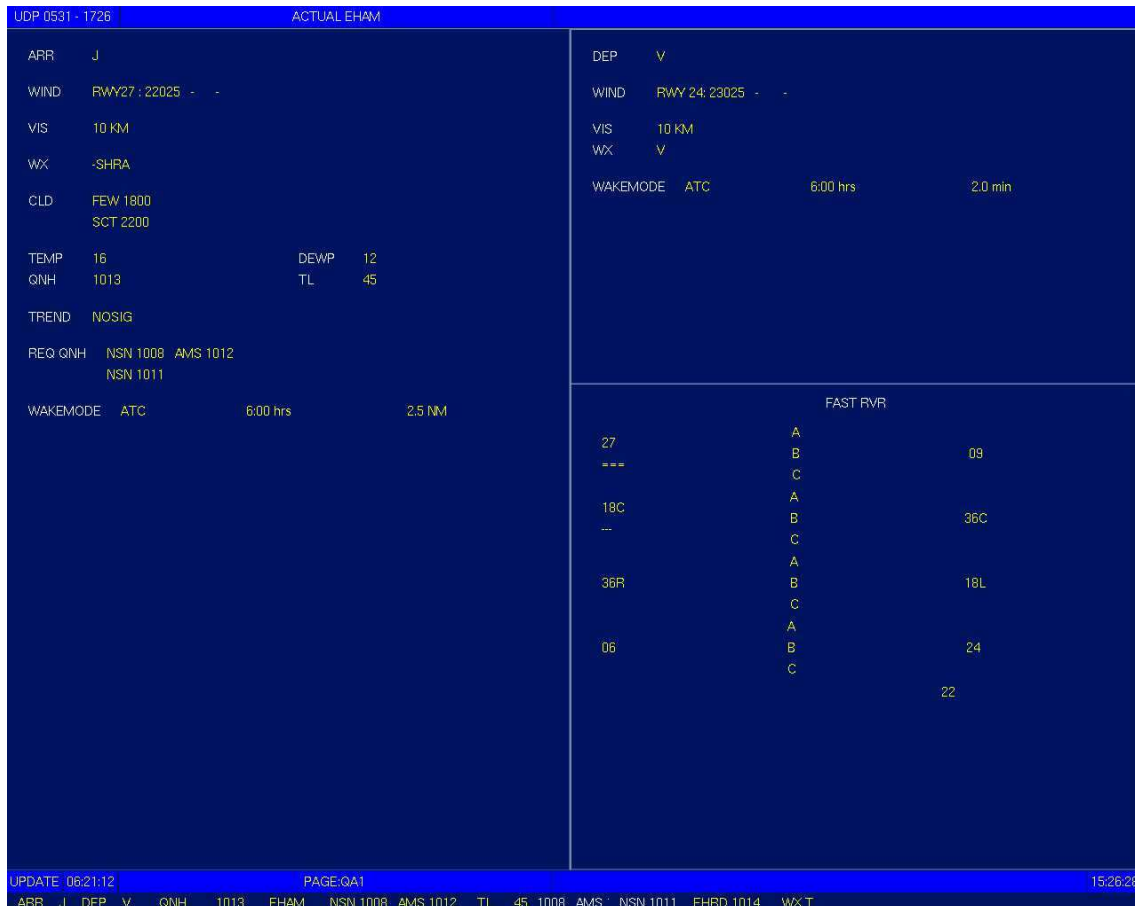 UDP 0531 - 1726 ACTUAL EHAM
ARR J
WIND RWY27 : 22025 - -
VIS 10 KM
WX -SHRA
CLD FEW 1800
SCT 2200
TEMP 16 DEWP 12
QNH 1013 TL 45
TREND NOSIG
REQ QNH NSN 1008 AMS 1012
NSN 1011
WAKEMODE ATC 6:00 hrs 2.5 NM
DEP V
WIND RWY 24: 23025 - -
VIS 10 KM
WX V
WAKEMODE ATC 6:00 hrs 2.0 min
FAST RVR
A
27 B 09
=== C
A
18C B 36C
--- C
A
36R B 18L
C
A
06 B 24
C
22
UPDATE 06:21:12 PAGE:QA1 15:26:28
ARR J DEP V QNH 1013 EHAM NSN 1008 AMS 1012 TL 45 1008 AMS : NSN 1011 EHRD 1014 WX T